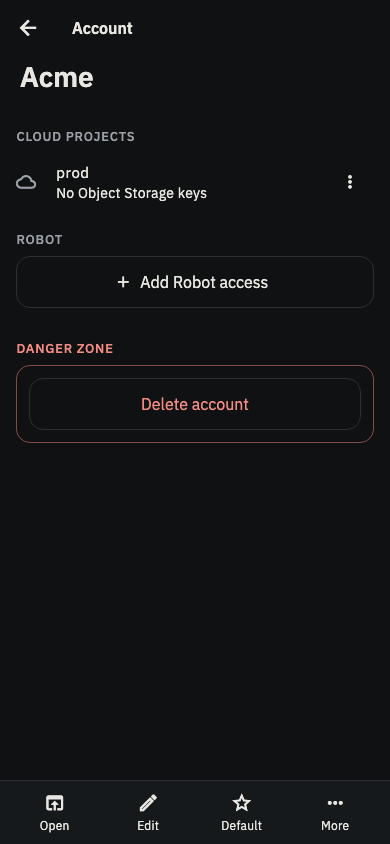 Account
Acme
CLOUD PROJECTS
prod
No Object Storage keys
ROBOT
+ Add Robot access
DANGER ZONE
Delete account
Open Edit Default More